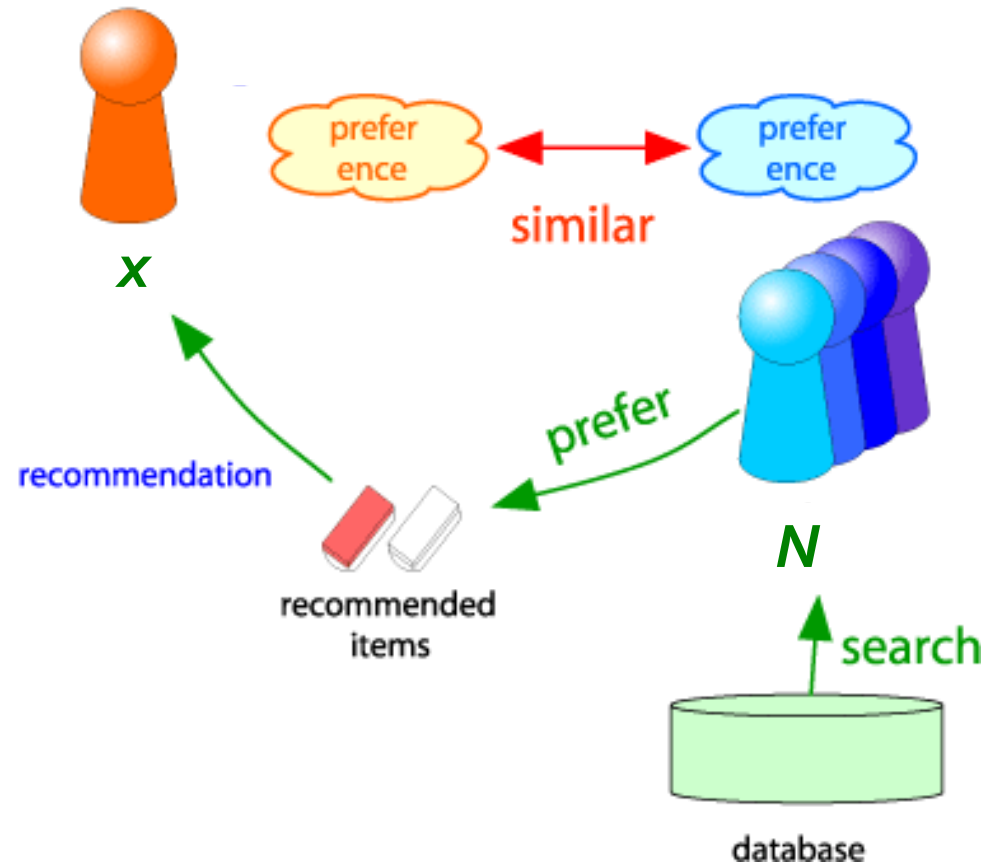 prefer
ence
prefer
ence
similar
x
prefer
recommendation
N
recommended
items
search
database